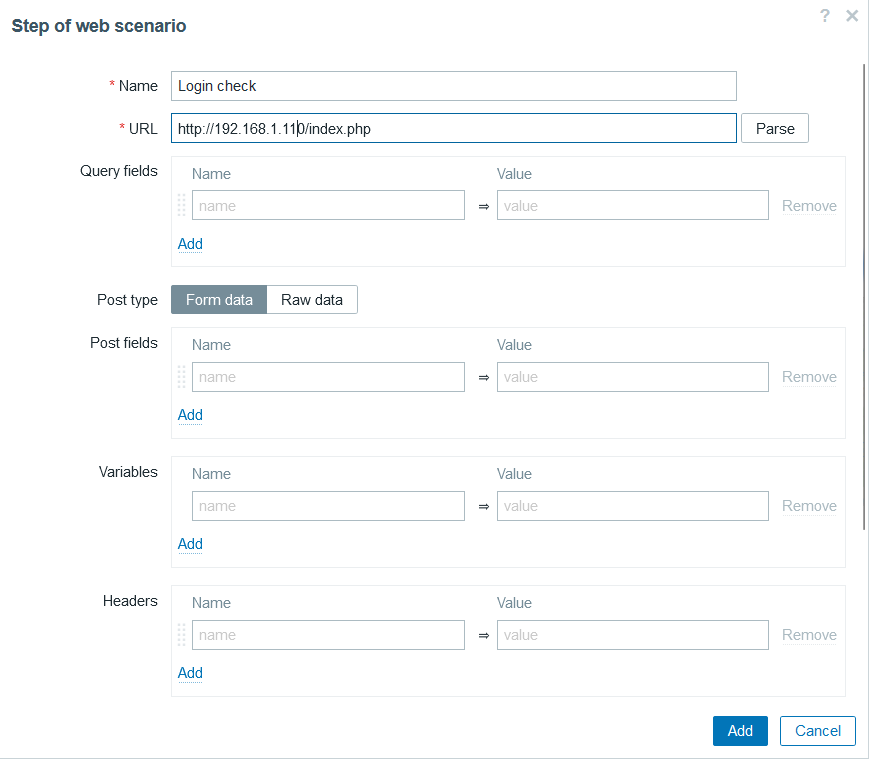 Step of web scenario ? ×
* Name Login check
* URL http://192.168.1.110/index.php Parse
Query fields Name Value
name ⇒ value Remove
Add
Post type Form data Raw data
Post fields Name Value
name ⇒ value Remove
Add
Variables Name Value
name ⇒ value Remove
Add
Headers Name Value
name ⇒ value Remove
Add
Add Cancel